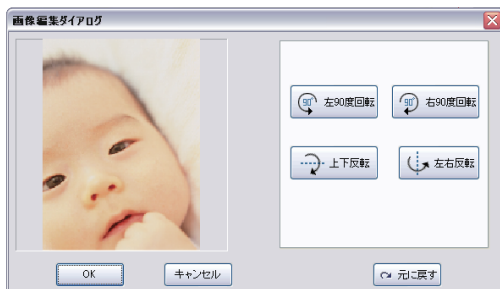 画像編集ダイアログ
90° 左90度回転
90° 右90度回転
上下反転
左右反転
OK
キャンセル
元に戻す